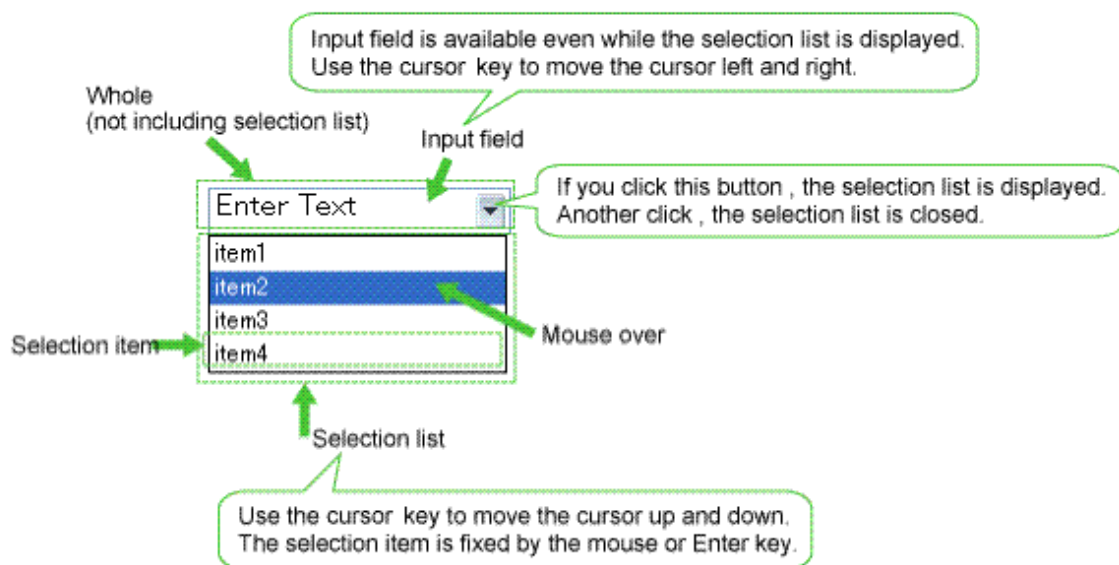 Input field is available even while the selection list is displayed.
Use the cursor key to move the cursor left and right.
Whole
(not including selection list)
Input field
Enter Text
If you click this button , the selection list is displayed.
Another click , the selection list is closed.
item1
item2
item3
item4
Mouse over
Selection item
Selection list
Use the cursor key to move the cursor up and down.
The selection item is fixed by the mouse or Enter key.